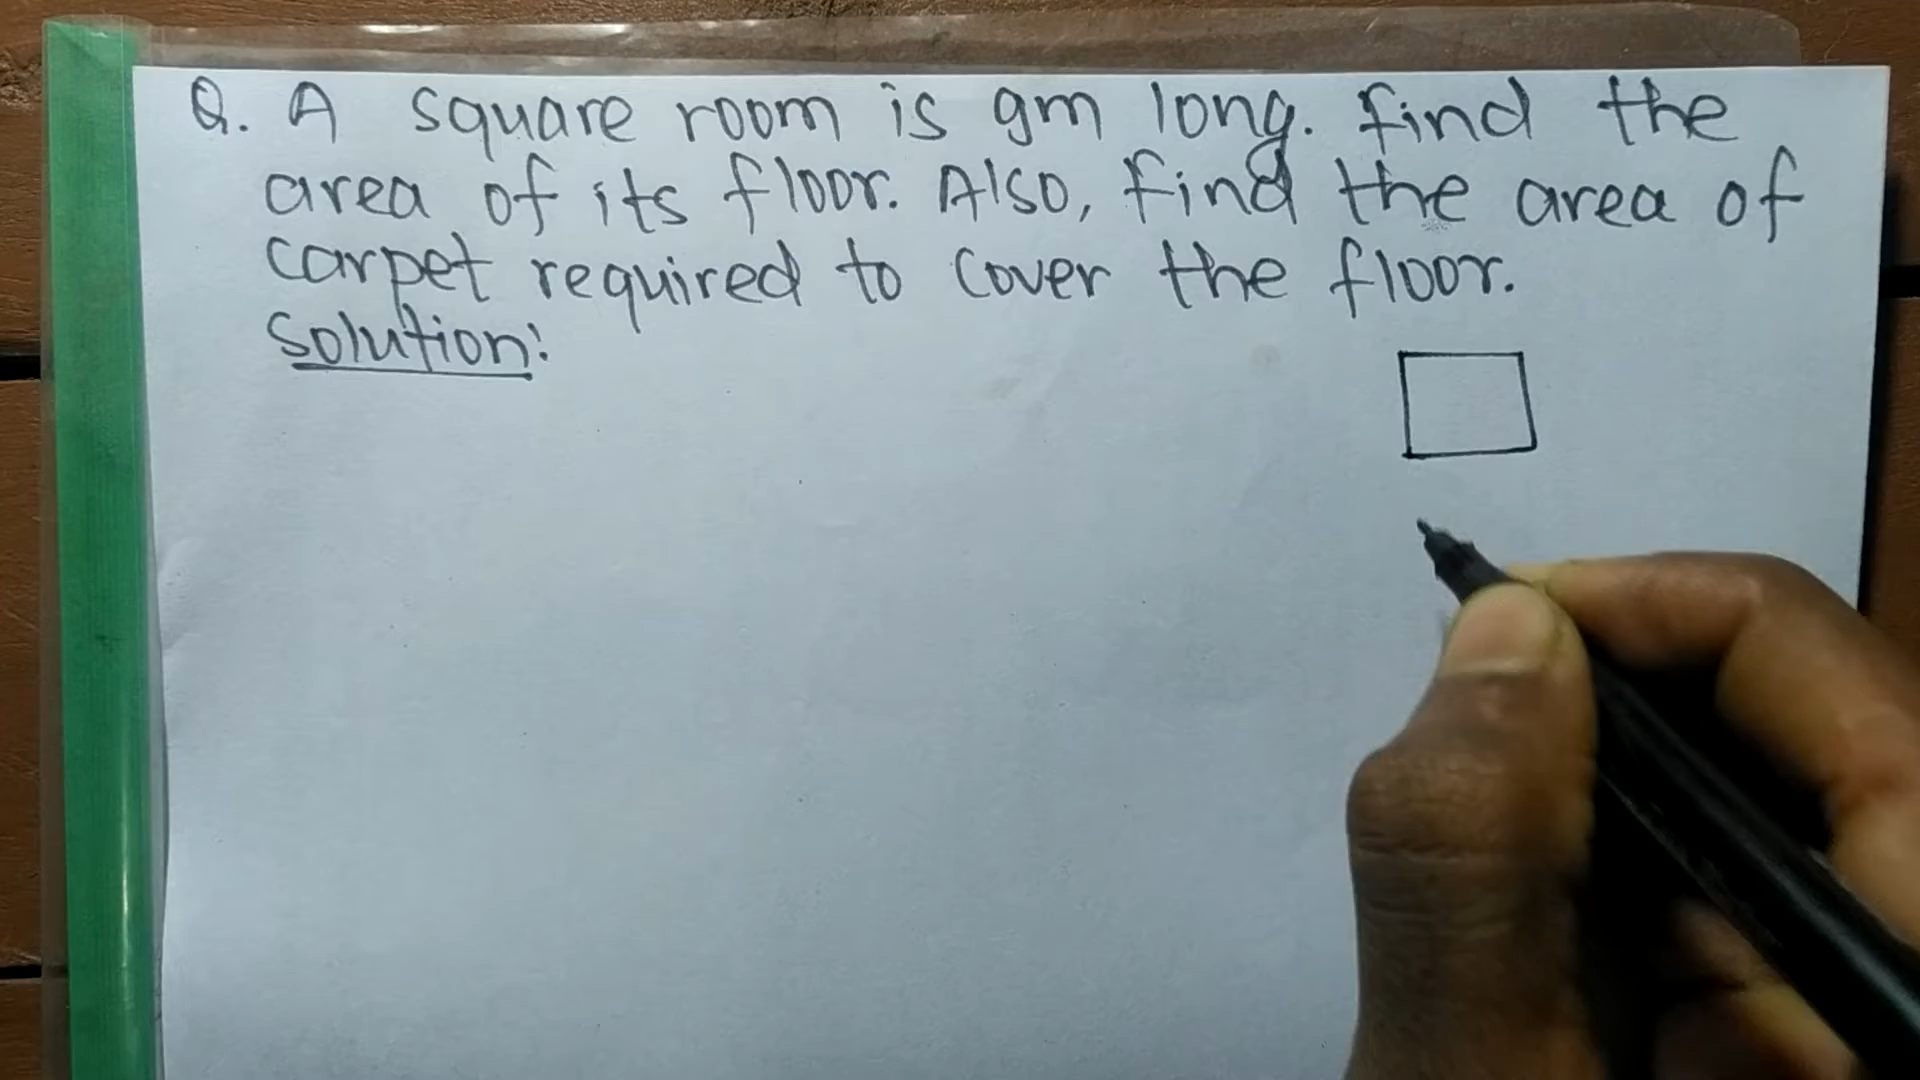 Q. A square room is 9m long. Find the
area of its floor. Also, find the area of
carpet required to cover the floor.
Solution: